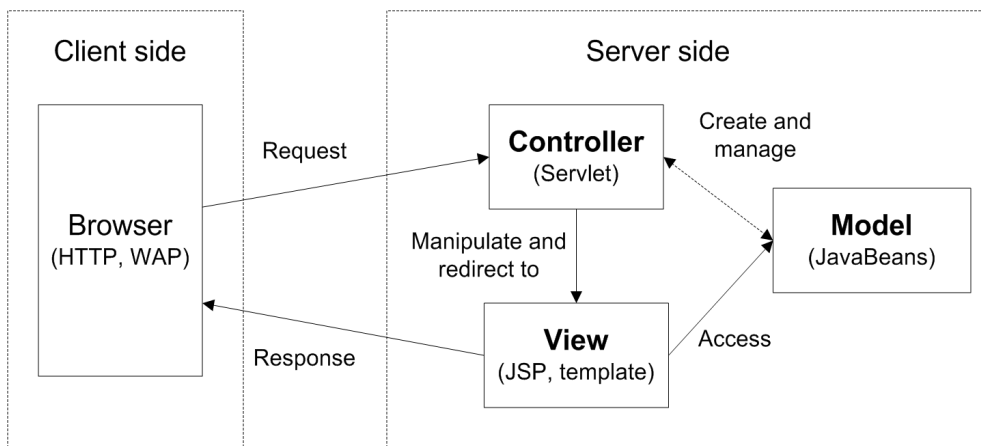 Client side
Server side
Browser
(HTTP, WAP)
Request
Response
Controller
(Servlet)
Create and
manage
Manipulate and
redirect to
Model
(JavaBeans)
View
(JSP, template)
Access